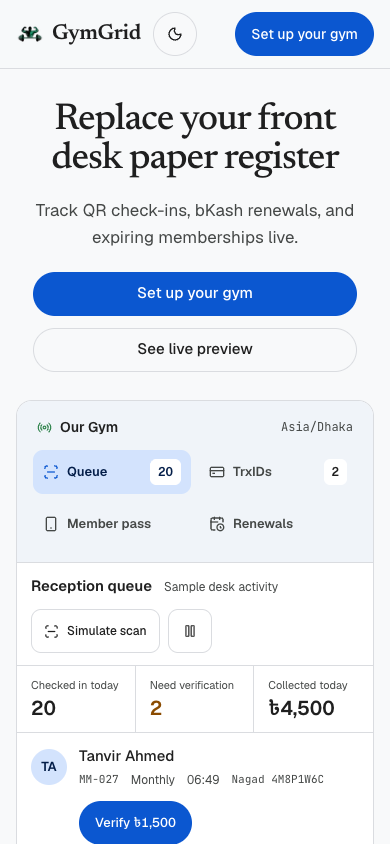 GymGrid
Set up your gym
Replace your front
desk paper register
Track QR check-ins, bKash renewals, and
expiring memberships live.
Set up your gym
See live preview
Our Gym Asia/Dhaka
Queue 20 TrxIDs 2
Member pass Renewals
Reception queue Sample desk activity
Simulate scan
Checked in today Need verification Collected today
20 2 ৳4,500
TA Tanvir Ahmed
MM-027 Monthly 06:49 Nagad 4M8P1W6C
Verify ৳1,500